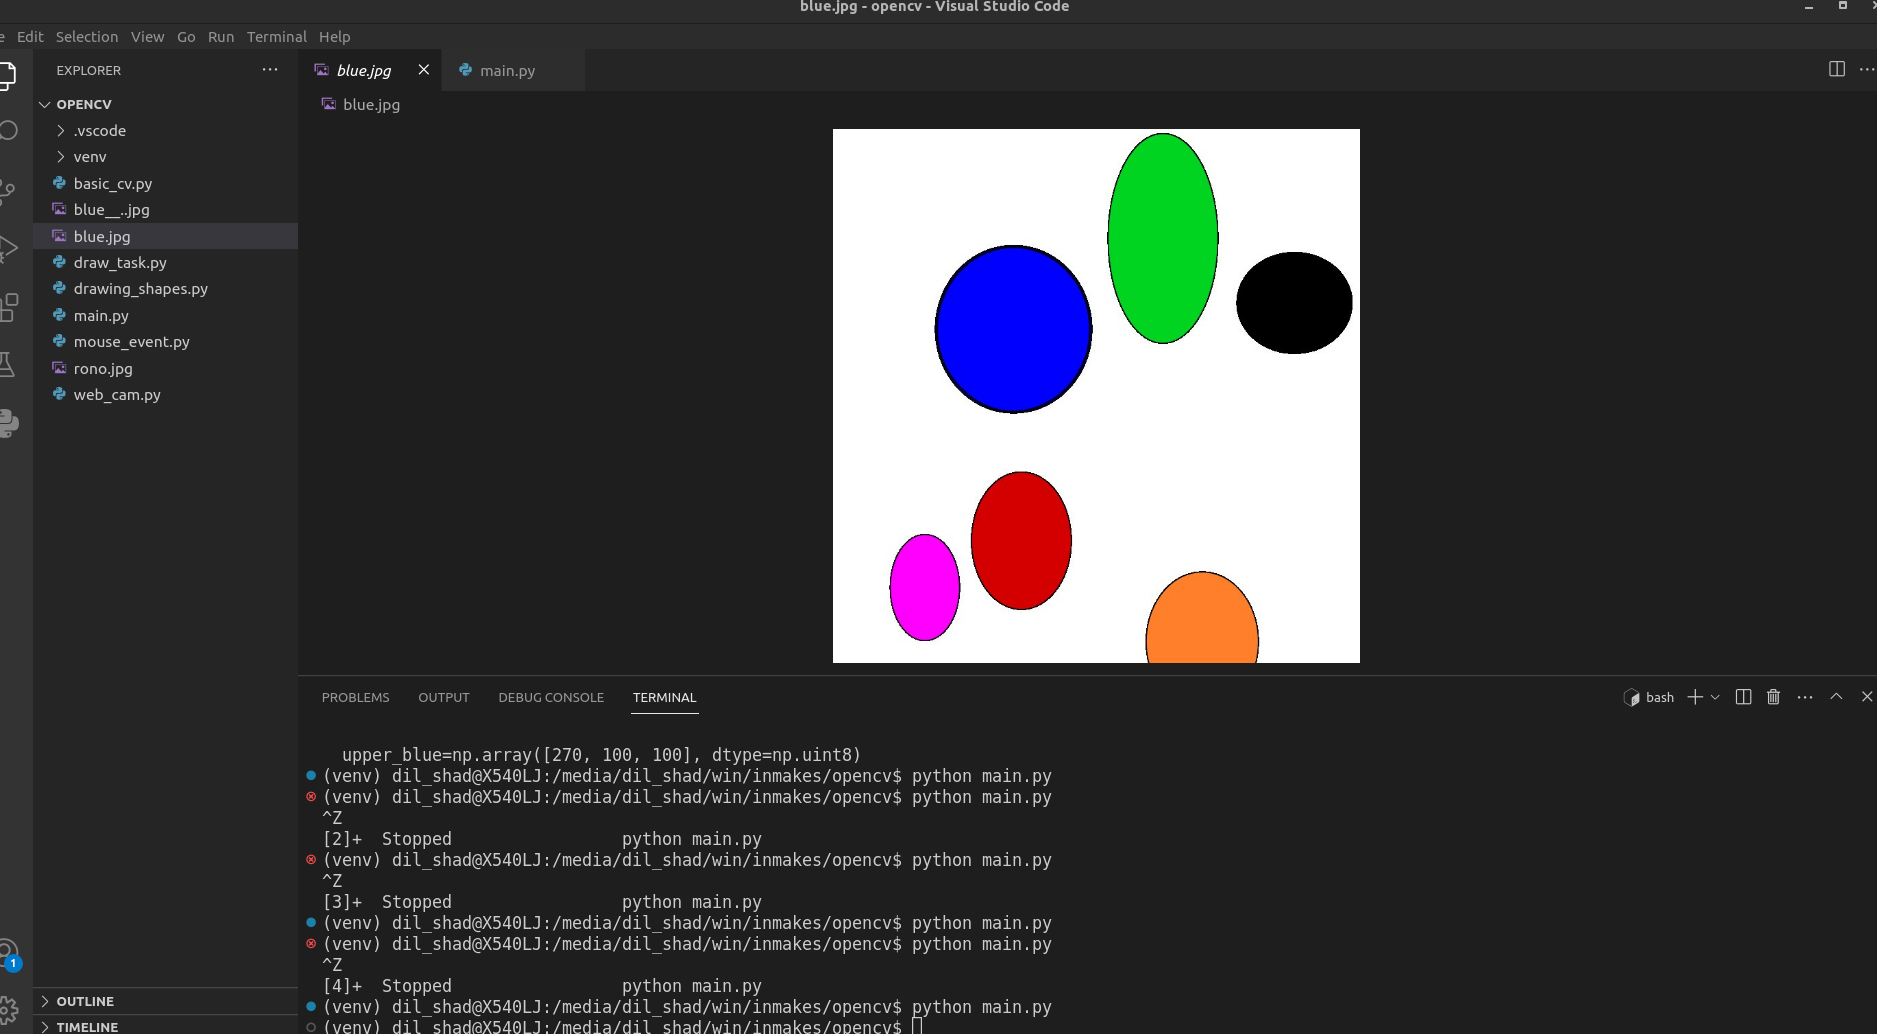 blue.jpg - opencv - Visual Studio Code
Edit Selection View Go Run Terminal Help
EXPLORER
OPENCV
.vscode
venv
basic_cv.py
blue__..jpg
blue.jpg
draw_task.py
drawing_shapes.py
main.py
mouse_event.py
rono.jpg
web_cam.py
1
OUTLINE
TIMELINE
blue.jpg main.py
blue.jpg
PROBLEMS OUTPUT DEBUG CONSOLE TERMINAL
bash
upper_blue=np.array([270, 100, 100], dtype=np.uint8)
(venv) dil_shad@X540LJ:/media/dil_shad/win/inmakes/opencv$ python main.py
(venv) dil_shad@X540LJ:/media/dil_shad/win/inmakes/opencv$ python main.py
^Z
[2]+  Stopped                 python main.py
(venv) dil_shad@X540LJ:/media/dil_shad/win/inmakes/opencv$ python main.py
^Z
[3]+  Stopped                 python main.py
(venv) dil_shad@X540LJ:/media/dil_shad/win/inmakes/opencv$ python main.py
(venv) dil_shad@X540LJ:/media/dil_shad/win/inmakes/opencv$ python main.py
^Z
[4]+  Stopped                 python main.py
(venv) dil_shad@X540LJ:/media/dil_shad/win/inmakes/opencv$ python main.py
(venv) dil_shad@X540LJ:/media/dil_shad/win/inmakes/opencv$